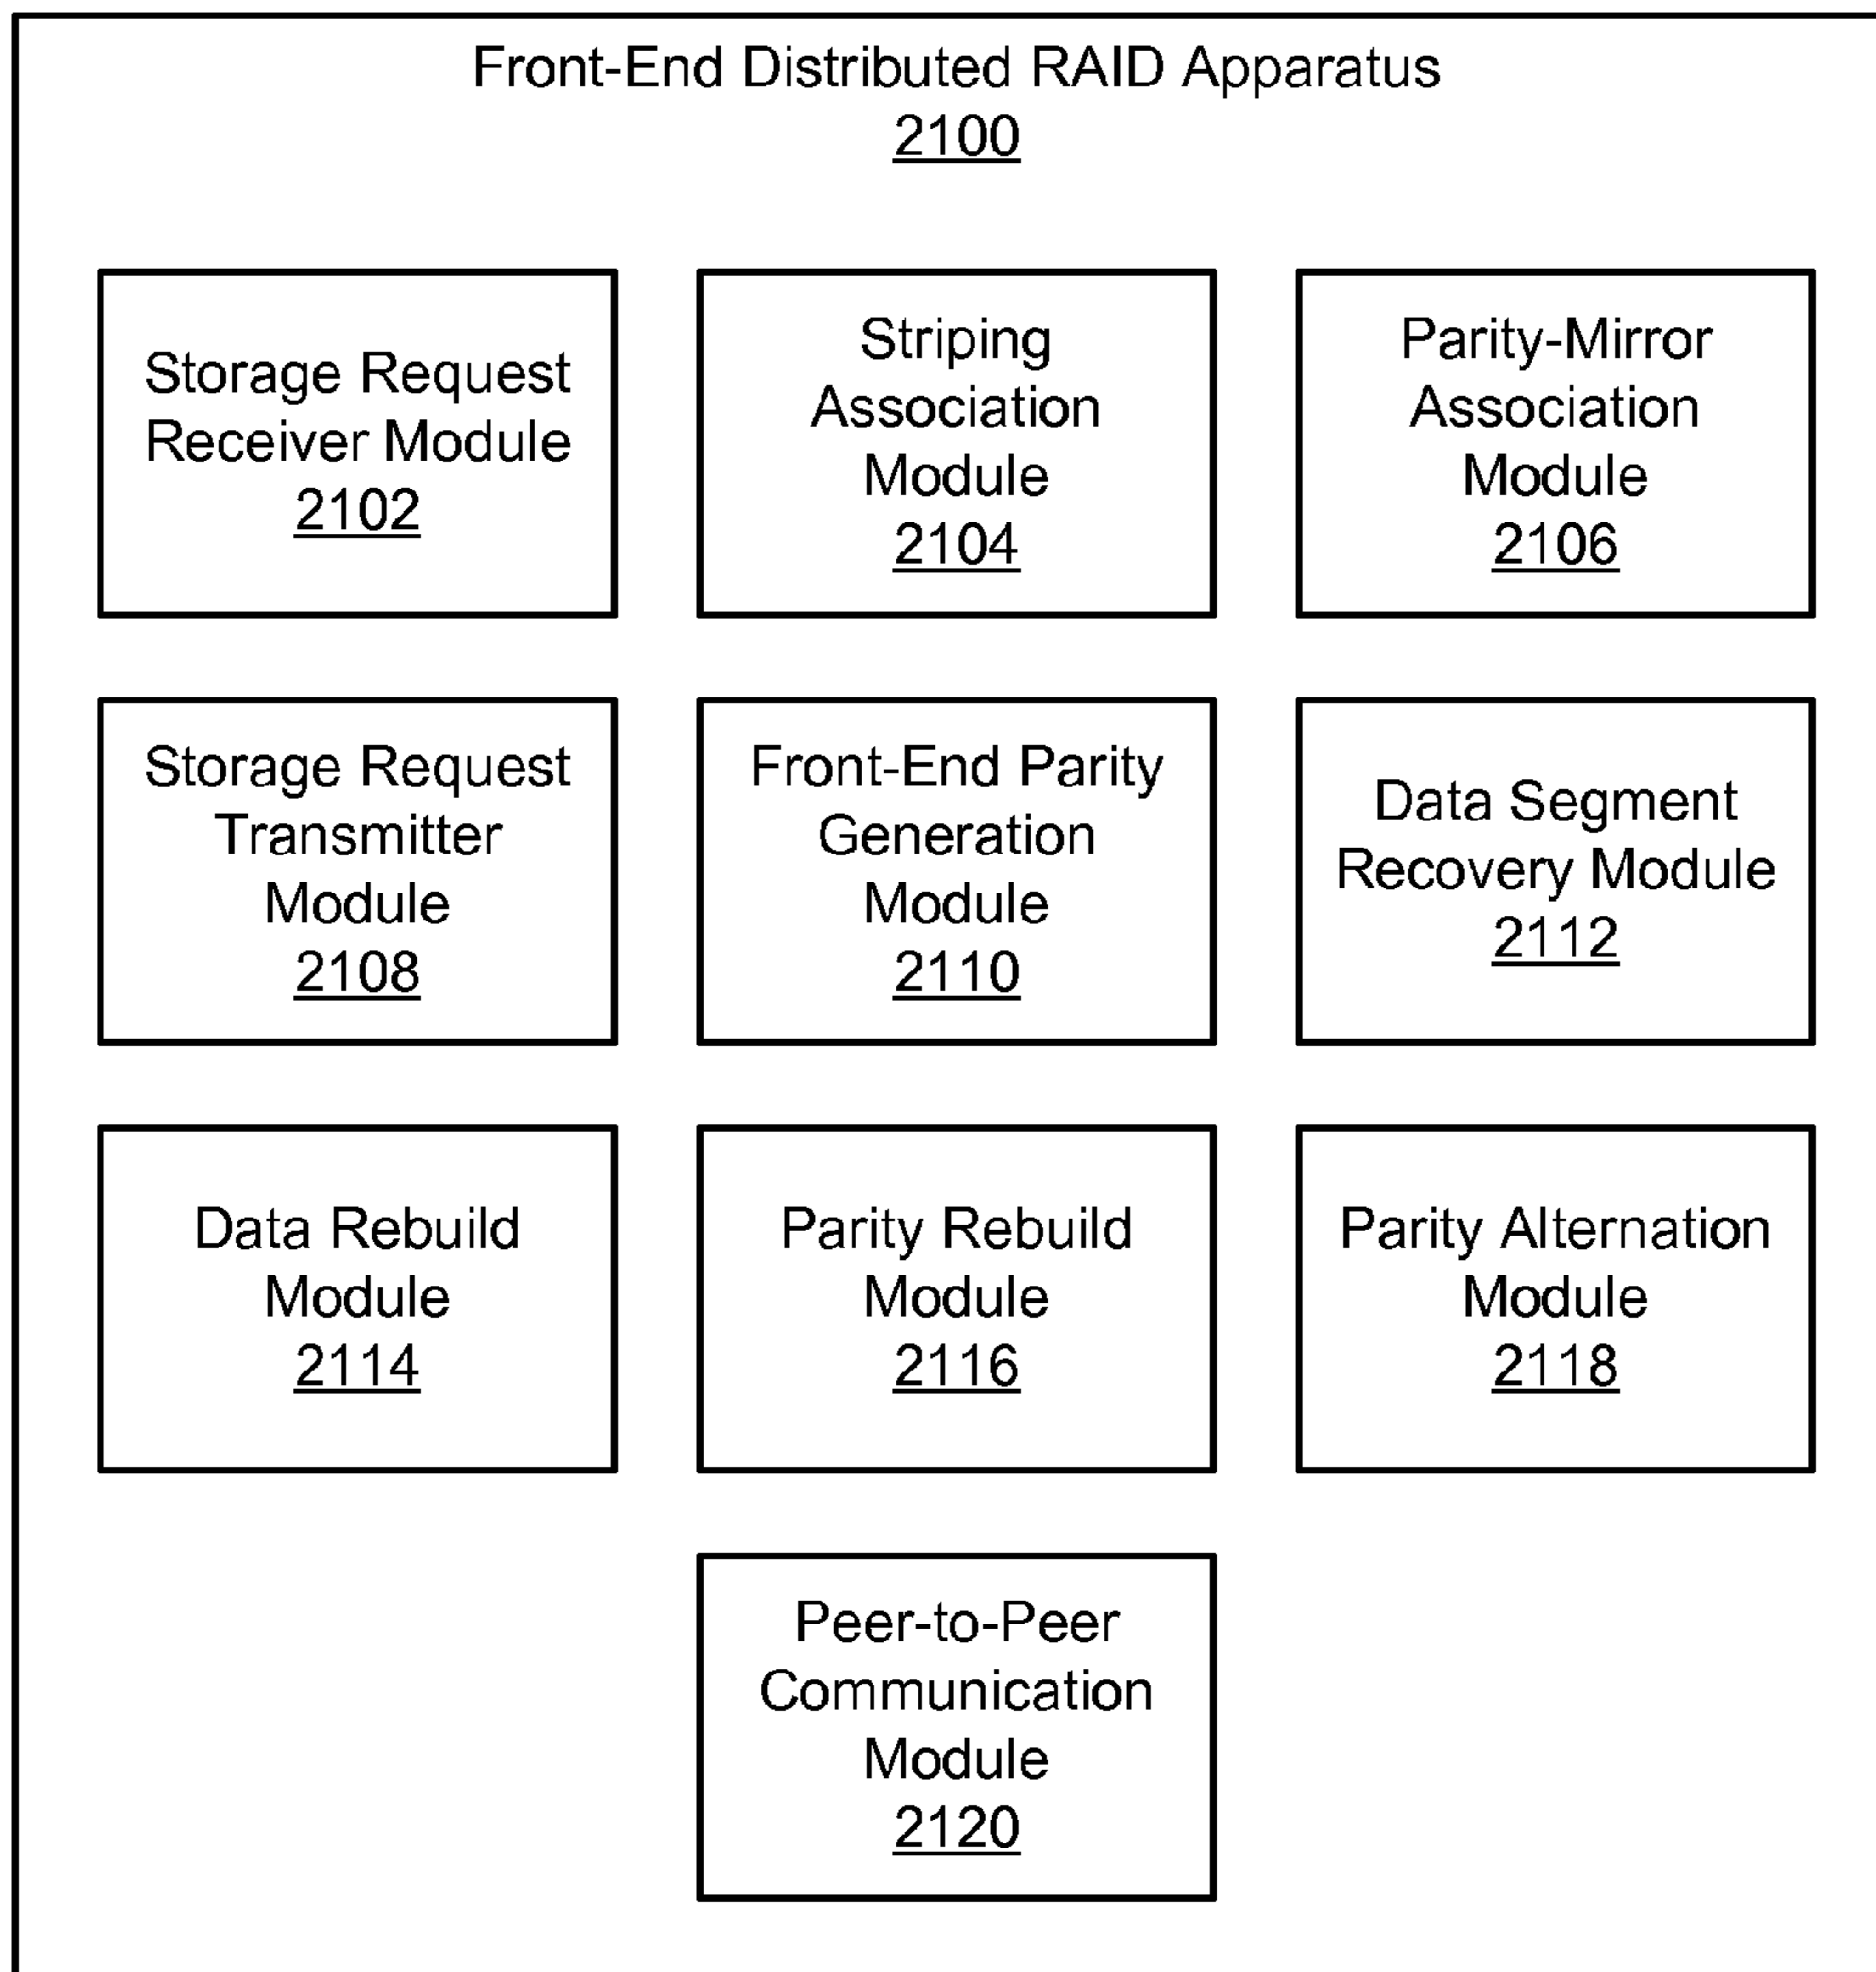 Front-End Distributed RAID Apparatus
2100
Storage Request
Receiver Module
2102
Striping
Association
Module
2104
Parity-Mirror
Association
Module
2106
Storage Request
Transmitter
Module
2108
Front-End Parity
Generation
Module
2110
Data Segment
Recovery Module
2112
Data Rebuild
Module
2114
Parity Rebuild
Module
2116
Parity Alternation
Module
2118
Peer-to-Peer
Communication
Module
2120